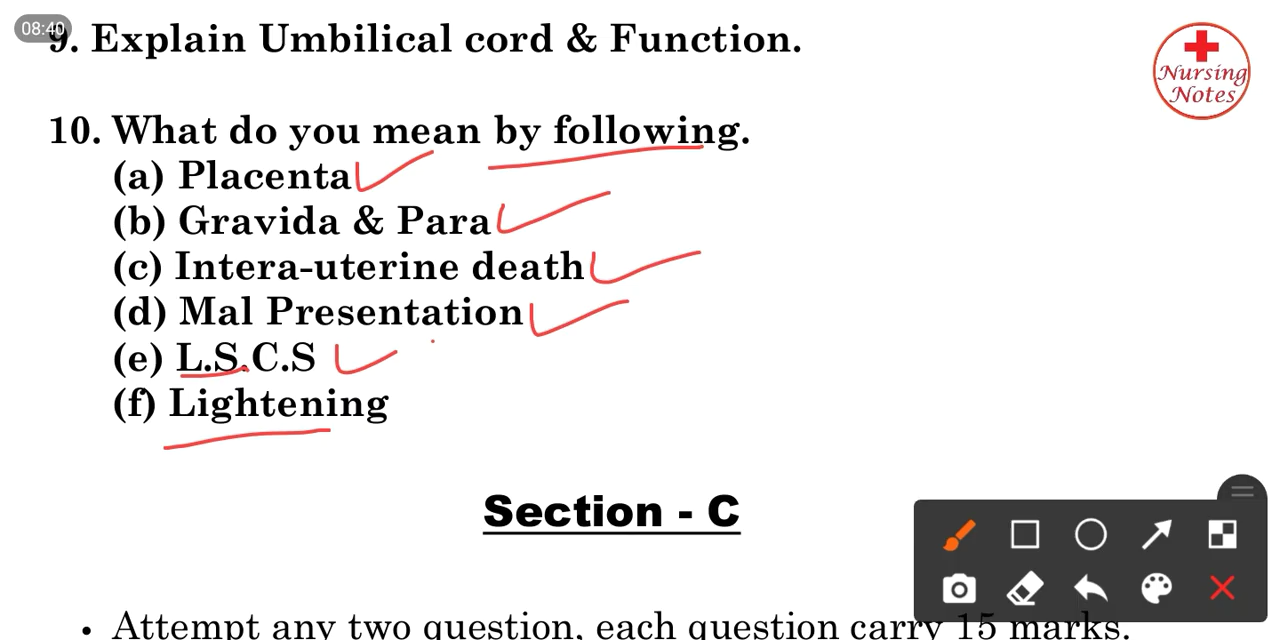 08:40
9. Explain Umbilical cord & Function.
Nursing
Notes
10. What do you mean by following.
(a) Placenta
(b) Gravida & Para
(c) Intera-uterine death
(d) Mal Presentation
(e) L.S.C.S
(f) Lightening
Section - C
• Attempt any two question, each question carry 15 marks.